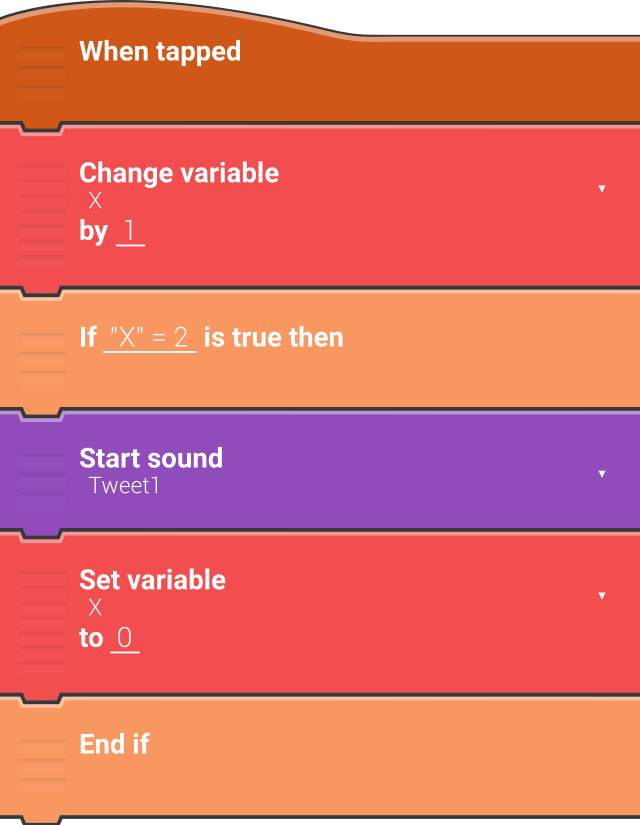 When tapped
Change variable
X
by 1
If "X" = 2 is true then
Start sound
Tweet1
Set variable
X
to 0
End if